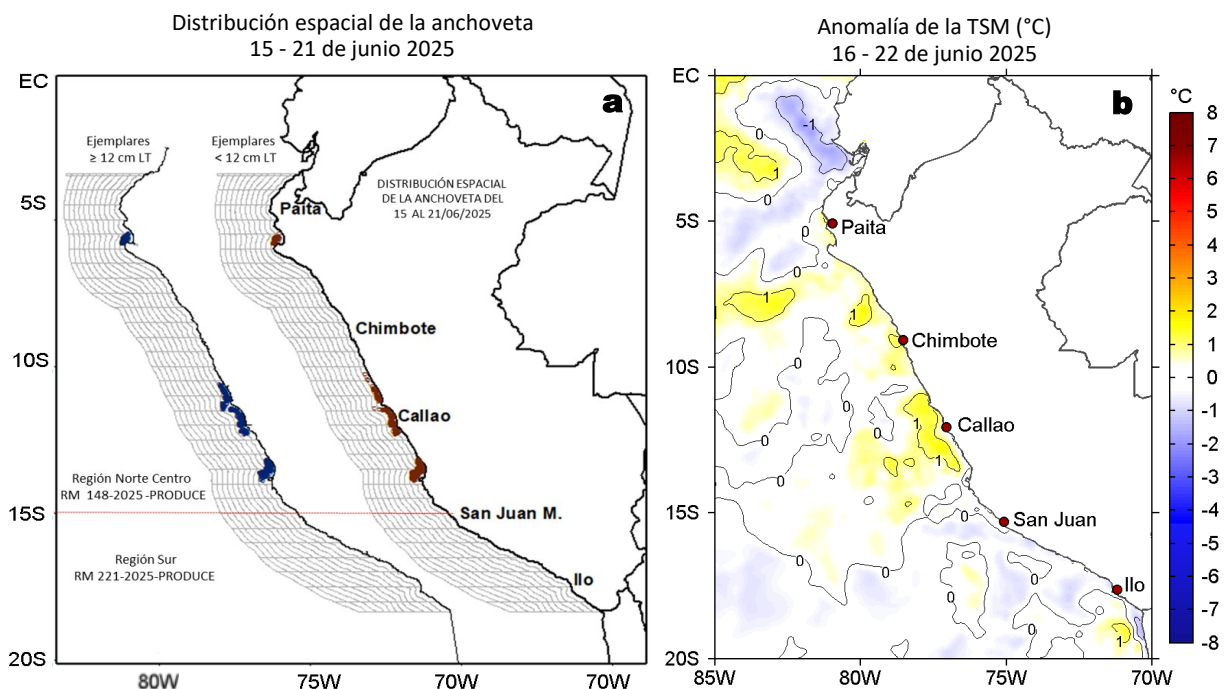 Distribución espacial de la anchoveta
15 - 21 de junio 2025
EC
a
Ejemplares
≥ 12 cm LT
Ejemplares
< 12 cm LT
DISTRIBUCIÓN ESPACIAL
DE LA ANCHOVETA DEL
15 AL 21/06/2025
5S
Paita
Chimbote
10S
Callao
Región Norte Centro
RM 148-2025 -PRODUCE
15S
San Juan M.
Región Sur
RM 221-2025-PRODUCE
Ilo
20S
80W
75W
70W
70W
Anomalía de la TSM (°C)
16 - 22 de junio 2025
EC
b
0
-1
1
0
5S
Paita
0
0
0
1
1
Chimbote
10S
0
0
1
Callao
0
0
1
15S
0
San Juan
0
0
0
0
Ilo
0
1
20S
85W
80W
75W
70W
°C
8
7
6
5
4
3
2
1
0
-1
-2
-3
-4
-5
-6
-7
-8